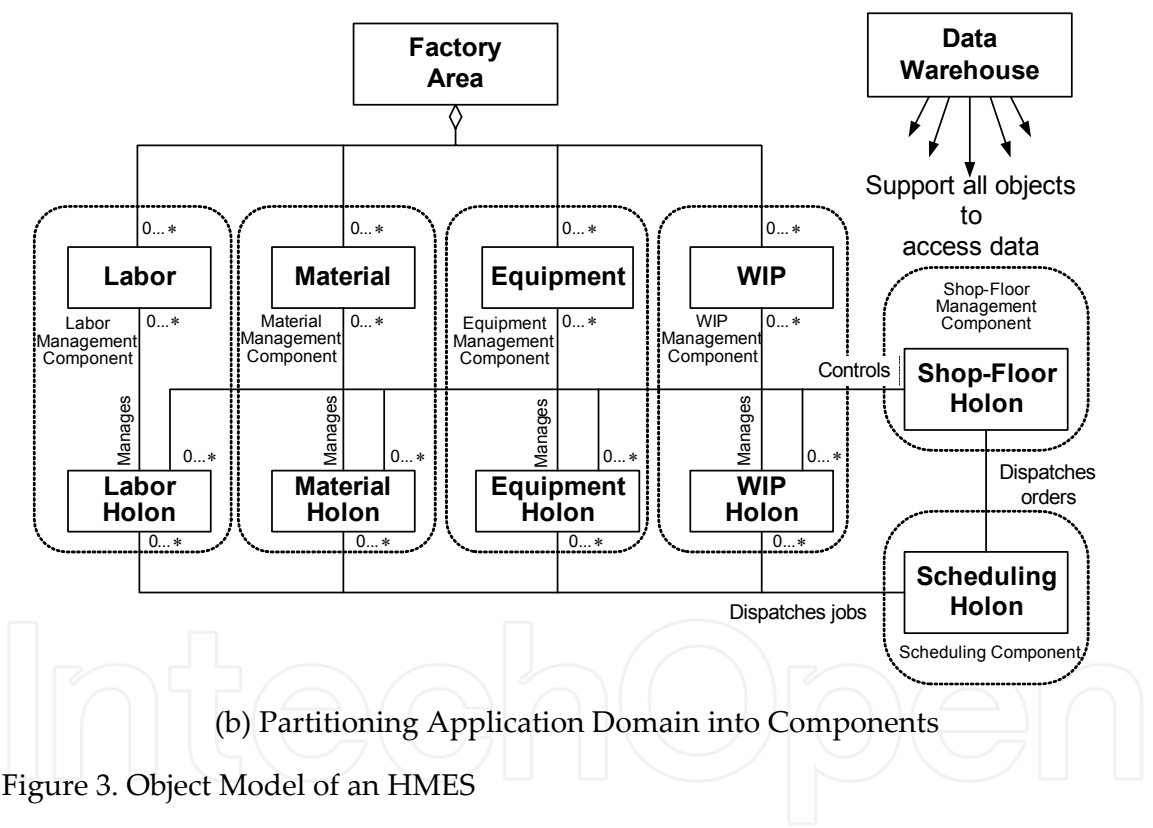 Factory
Area
Data
Warehouse
Support all objects
to
access data
0...*
0...*
0...*
0...*
Labor
Material
Equipment
WIP
0...*
0...*
0...*
0...*
Labor
Management
Component
Material
Management
Component
Equipment
Management
Component
WIP
Management
Component
Shop-Floor
Management
Component
Controls
Shop-Floor
Holon
Manages
Manages
Manages
Manages
0...*
0...*
0...*
0...*
Labor
Holon
Material
Holon
Equipment
Holon
WIP
Holon
Dispatches
orders
0...*
0...*
0...*
0...*
Scheduling
Holon
Dispatches jobs
Scheduling Component
IntechOpen
(b) Partitioning Application Domain into Components
Figure 3. Object Model of an HMES